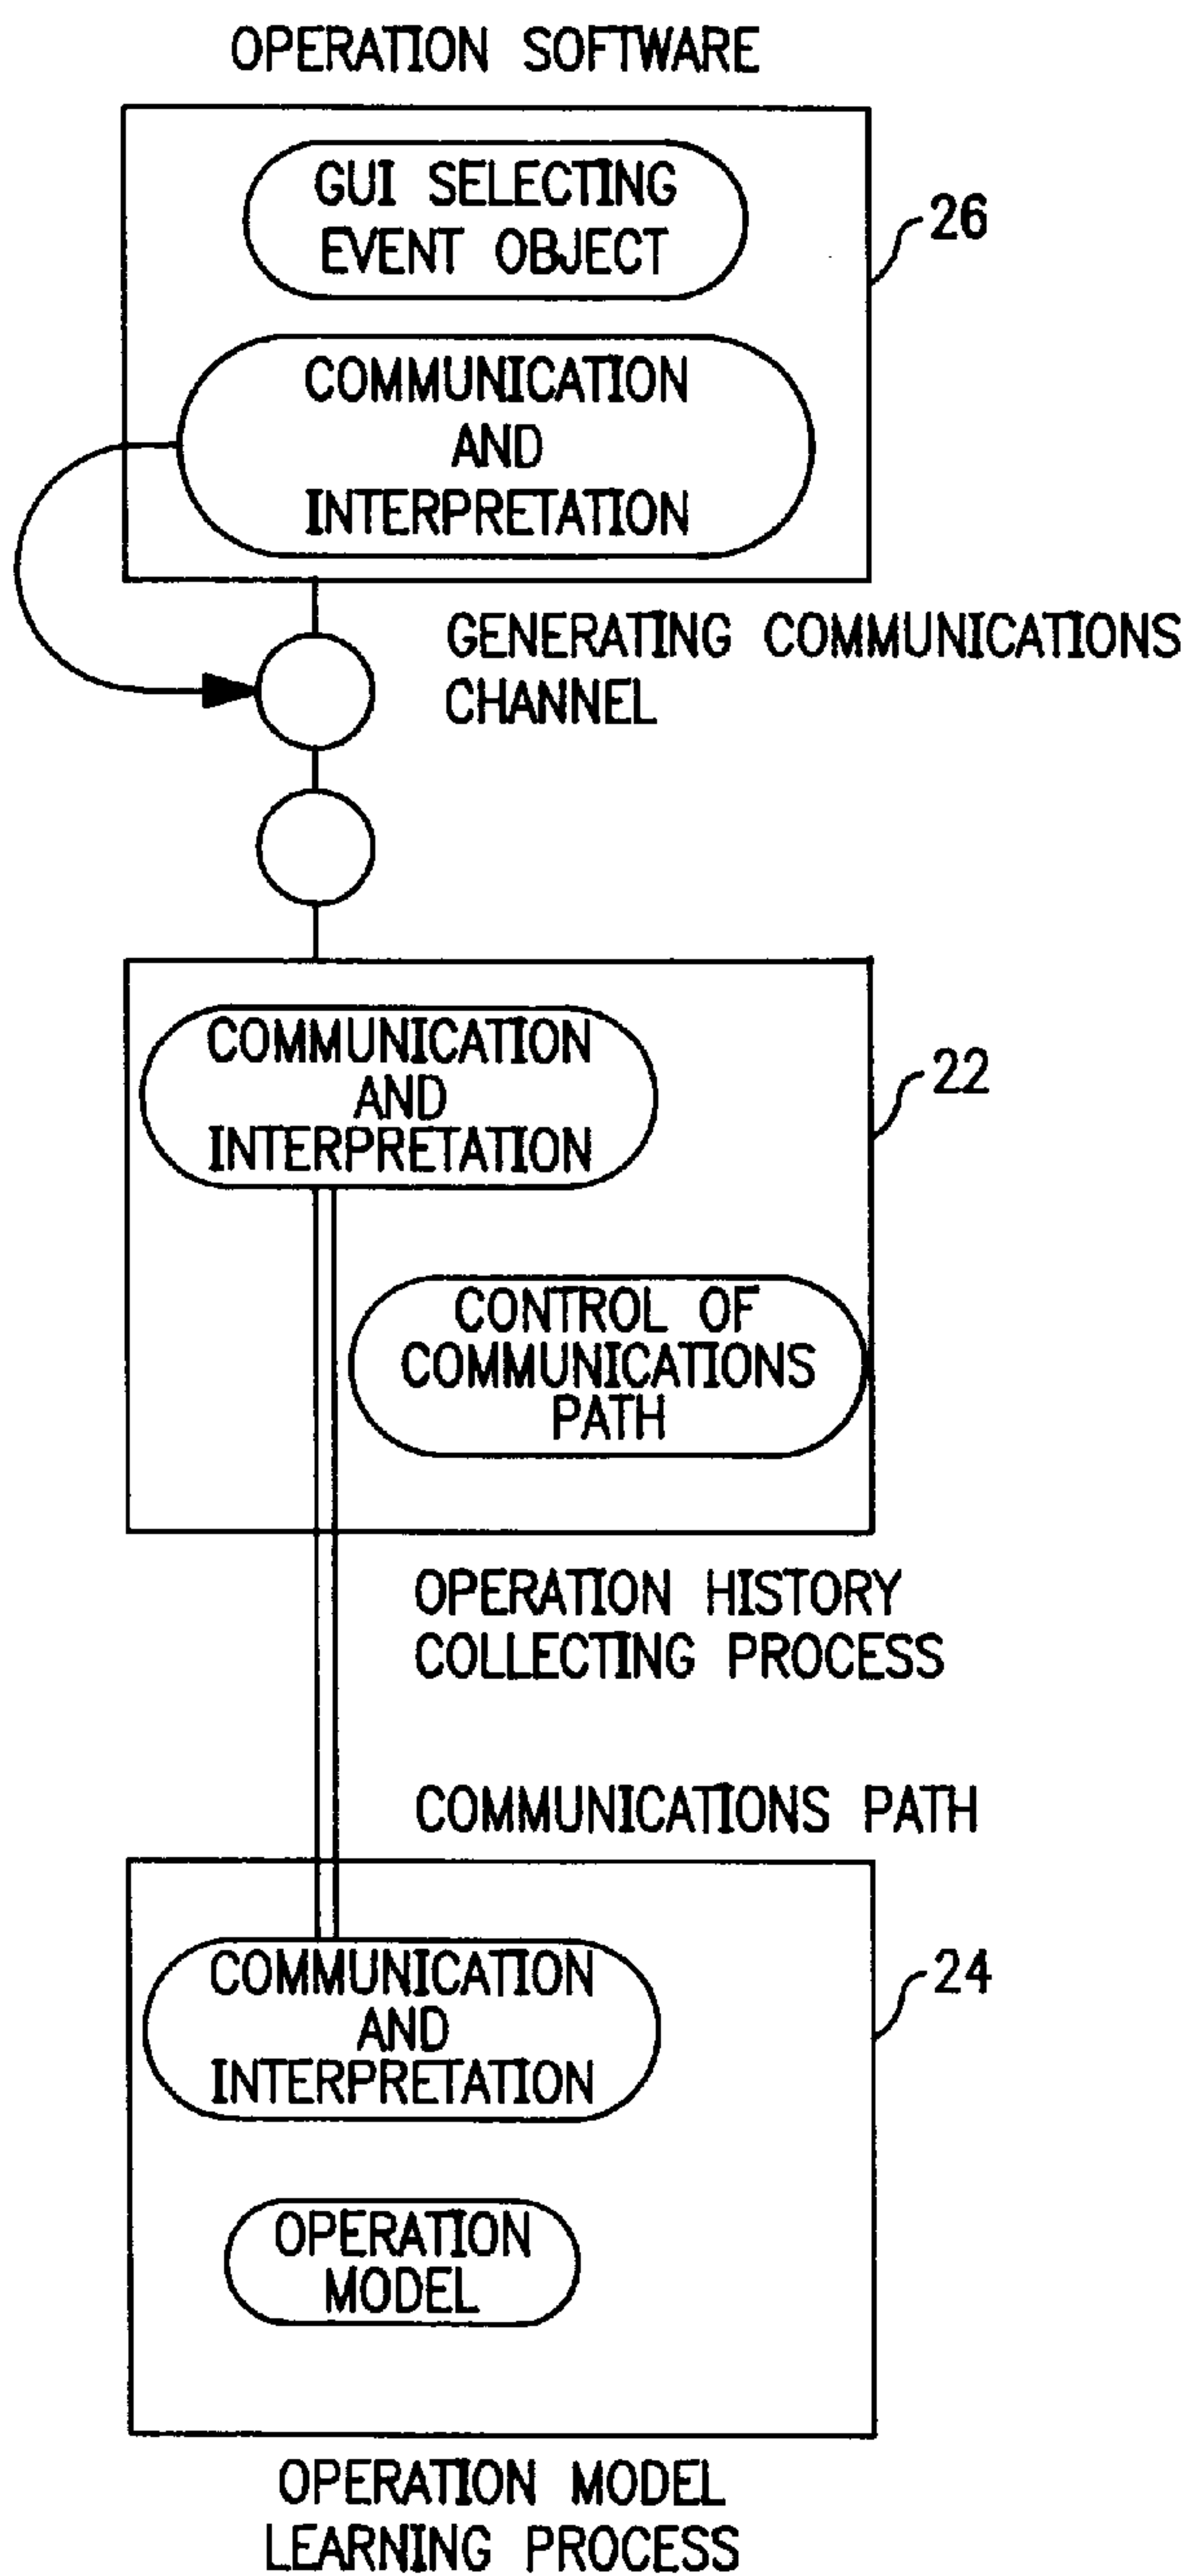 OPERATION SOFTWARE
GUI SELECTING
EVENT OBJECT
26
COMMUNICATION
AND
INTERPRETATION
GENERATING COMMUNICATIONS
CHANNEL
COMMUNICATION
AND
INTERPRETATION
22
CONTROL OF
COMMUNICATIONS
PATH
OPERATION HISTORY
COLLECTING PROCESS
COMMUNICATIONS PATH
COMMUNICATION
AND
INTERPRETATION
24
OPERATION
MODEL
OPERATION MODEL
LEARNING PROCESS